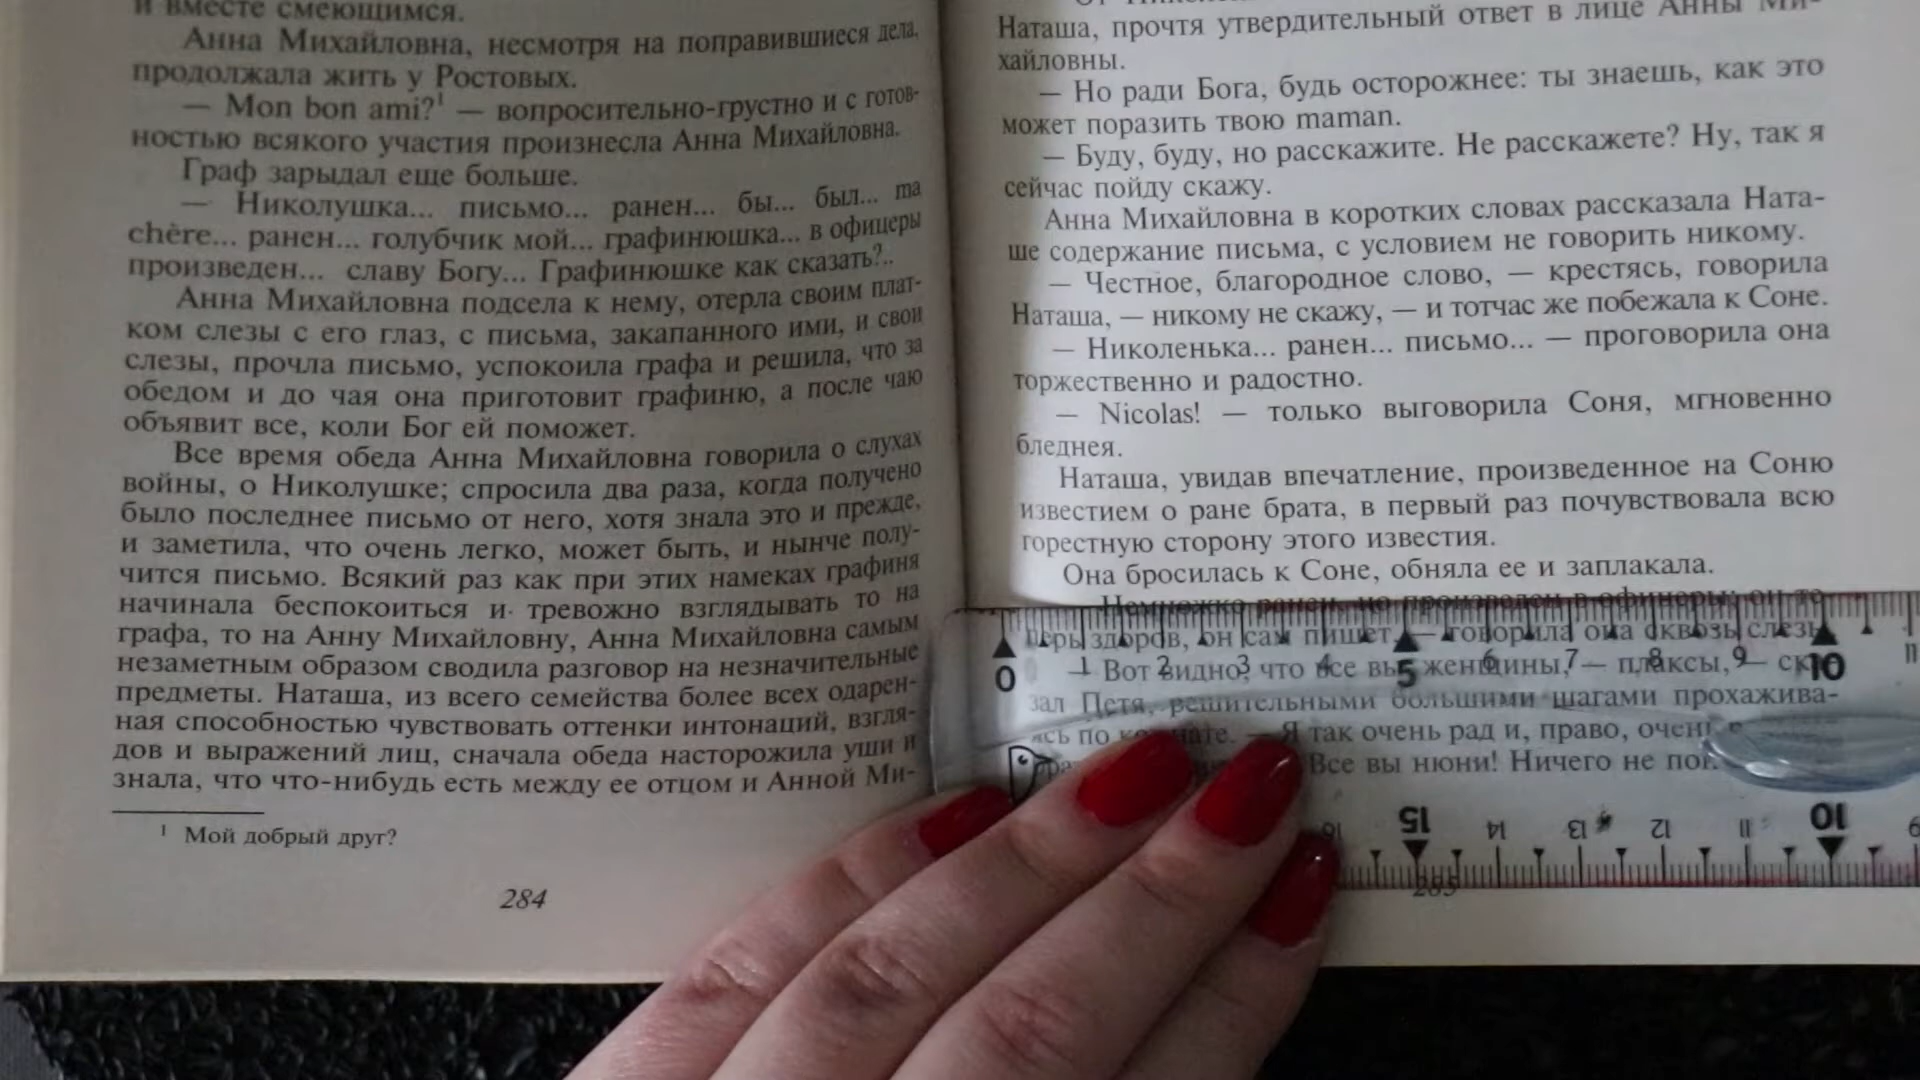 и вместе смеющимся.
Анна Михайловна, несмотря на поправившиеся дела,
продолжала жить у Ростовых.
— Mon bon ami?¹ — вопросительно-грустно и с готов-
ностью всякого участия произнесла Анна Михайловна.
Граф зарыдал еще больше.
— Николушка... письмо... ранен... бы... был... ma
chère... ранен... голубчик мой... графинюшка... в офицеры
произведен... славу Богу... Графинюшке как сказать?..
Анна Михайловна подсела к нему, отерла своим плат-
ком слезы с его глаз, с письма, закапанного ими, и свои
слезы, прочла письмо, успокоила графа и решила, что за
обедом и до чая она приготовит графиню, а после чаю
объявит все, коли Бог ей поможет.
Все время обеда Анна Михайловна говорила о слухах
войны, о Николушке; спросила два раза, когда получено
было последнее письмо от него, хотя знала это и прежде,
и заметила, что очень легко, может быть, и нынче полу-
чится письмо. Всякий раз как при этих намеках графиня
начинала беспокоиться и тревожно взглядывать то на
графа, то на Анну Михайловну, Анна Михайловна самым
незаметным образом сводила разговор на незначительные
предметы. Наташа, из всего семейства более всех одарен-
ная способностью чувствовать оттенки интонаций, взгля-
дов и выражений лиц, сначала обеда насторожила уши и
знала, что что-нибудь есть между ее отцом и Анной Ми-
¹ Мой добрый друг?
284
Наташа, прочтя утвердительный ответ в лице Анны Ми-
хайловны.
— Но ради Бога, будь осторожнее: ты знаешь, как это
может поразить твою maman.
— Буду, буду, но расскажите. Не расскажете? Ну, так я
сейчас пойду скажу.
Анна Михайловна в коротких словах рассказала Ната-
ше содержание письма, с условием не говорить никому.
— Честное, благородное слово, — крестясь, говорила
Наташа, — никому не скажу, — и тотчас же побежала к Соне.
— Николенька... ранен... письмо... — проговорила она
торжественно и радостно.
— Nicolas! — только выговорила Соня, мгновенно
бледнея.
Наташа, увидав впечатление, произведенное на Соню
известием о ране брата, в первый раз почувствовала всю
горестную сторону этого известия.
Она бросилась к Соне, обняла ее и заплакала.
Немножко ранен, но произведен в офицеры; он те-
перь здоров, он сам пишет, — говорила она сквозь слезы
— Вот видно, что все вы, женщины, — плаксы, — ска-
зал Петя, решительными большими шагами прохажива-
ясь по комнате. — Я так очень рад и, право, очень
Все вы нюни! Ничего не
285
0 1 2 3 4 5 6 7 8 9 10 11
16 15 14 13 12 11 10 9